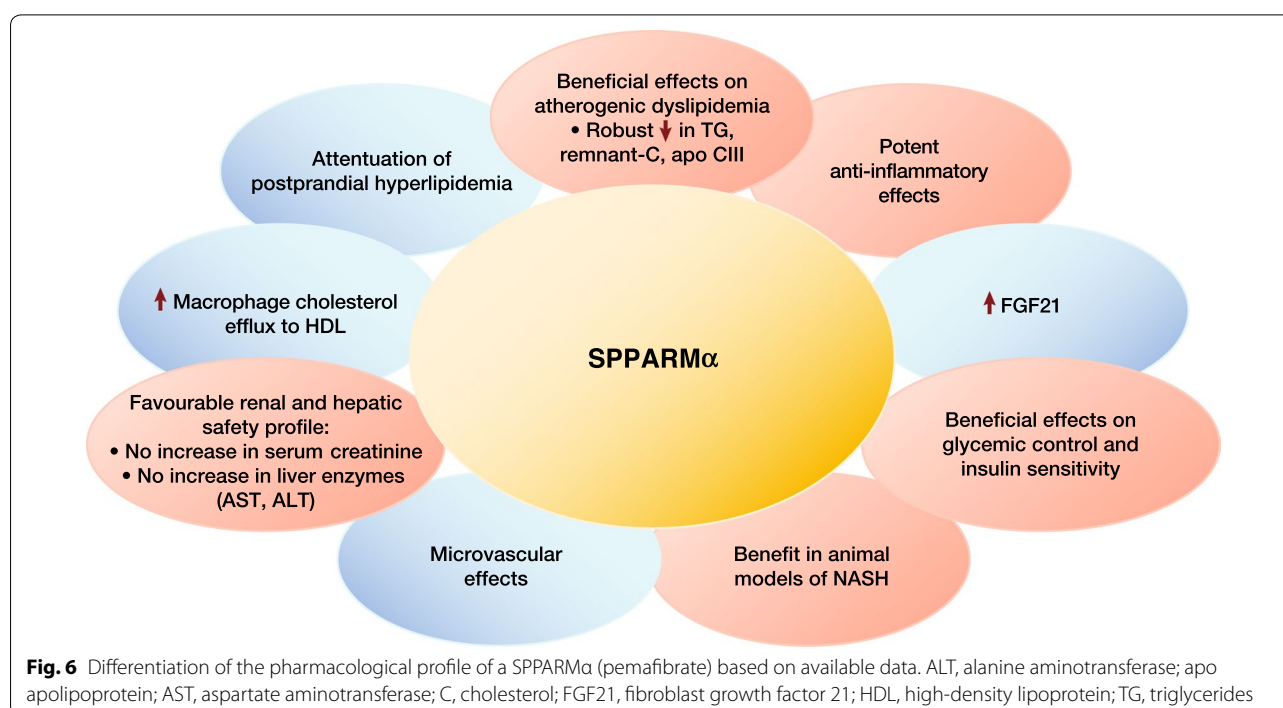 Beneficial effects on
atherogenic dyslipidemia
• Robust ↓ in TG,
remnant-C, apo CIII
Potent
anti-inflammatory
effects
↑ FGF21
Beneficial effects on
glycemic control and
insulin sensitivity
Benefit in animal
models of NASH
Microvascular
effects
Favourable renal and hepatic
safety profile:
• No increase in serum creatinine
• No increase in liver enzymes
(AST, ALT)
↑ Macrophage cholesterol
efflux to HDL
Attentuation of
postprandial hyperlipidemia
SPPARMα
Fig. 6 Differentiation of the pharmacological profile of a SPPARMα (pemafibrate) based on available data. ALT, alanine aminotransferase; apo
apolipoprotein; AST, aspartate aminotransferase; C, cholesterol; FGF21, fibroblast growth factor 21; HDL, high-density lipoprotein; TG, triglycerides